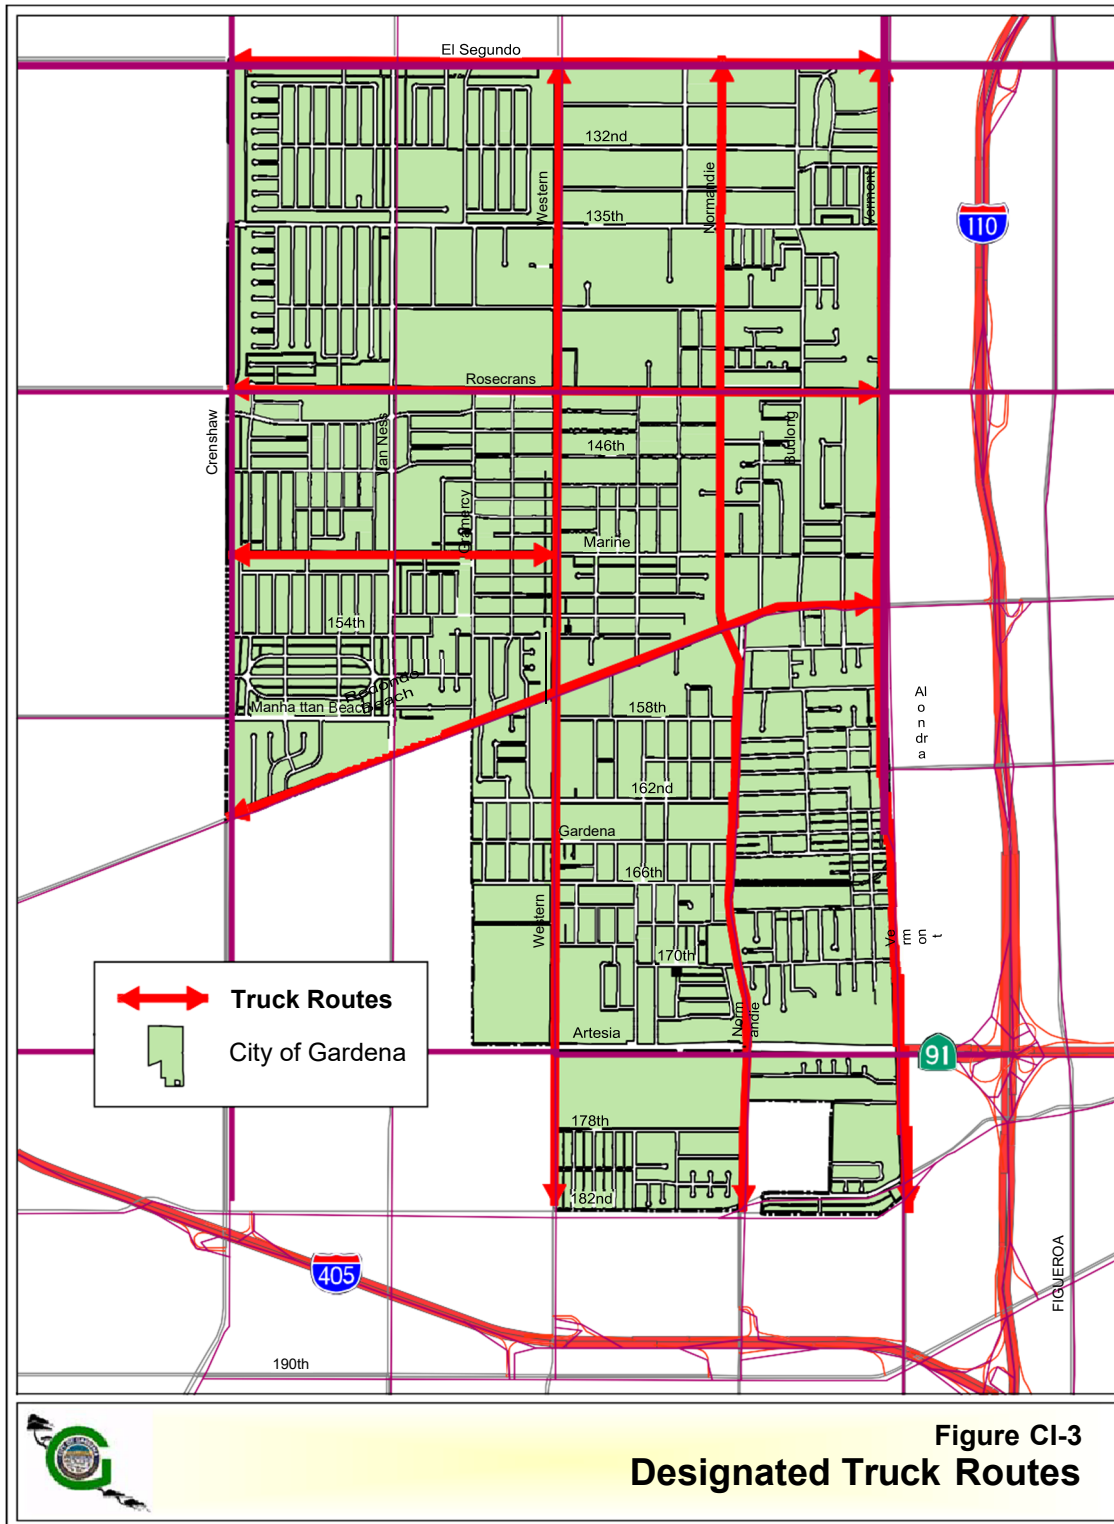 El Segundo
132nd
Western
Normandie
Vermont
135th
110
Rosecrans
Crenshaw
Van Ness
146th
Budlong
Gramercy
Marine
154th
Redondo
Beach
Manha ttan Beach
158th
Al
o
n
dr
a
162nd
Gardena
166th
Western
Ve
rm
on
t
170th
Truck Routes
Norm
andie
Artesia
City of Gardena
91
178th
182nd
405
FIGUEROA
190th
Figure CI-3
Designated Truck Routes